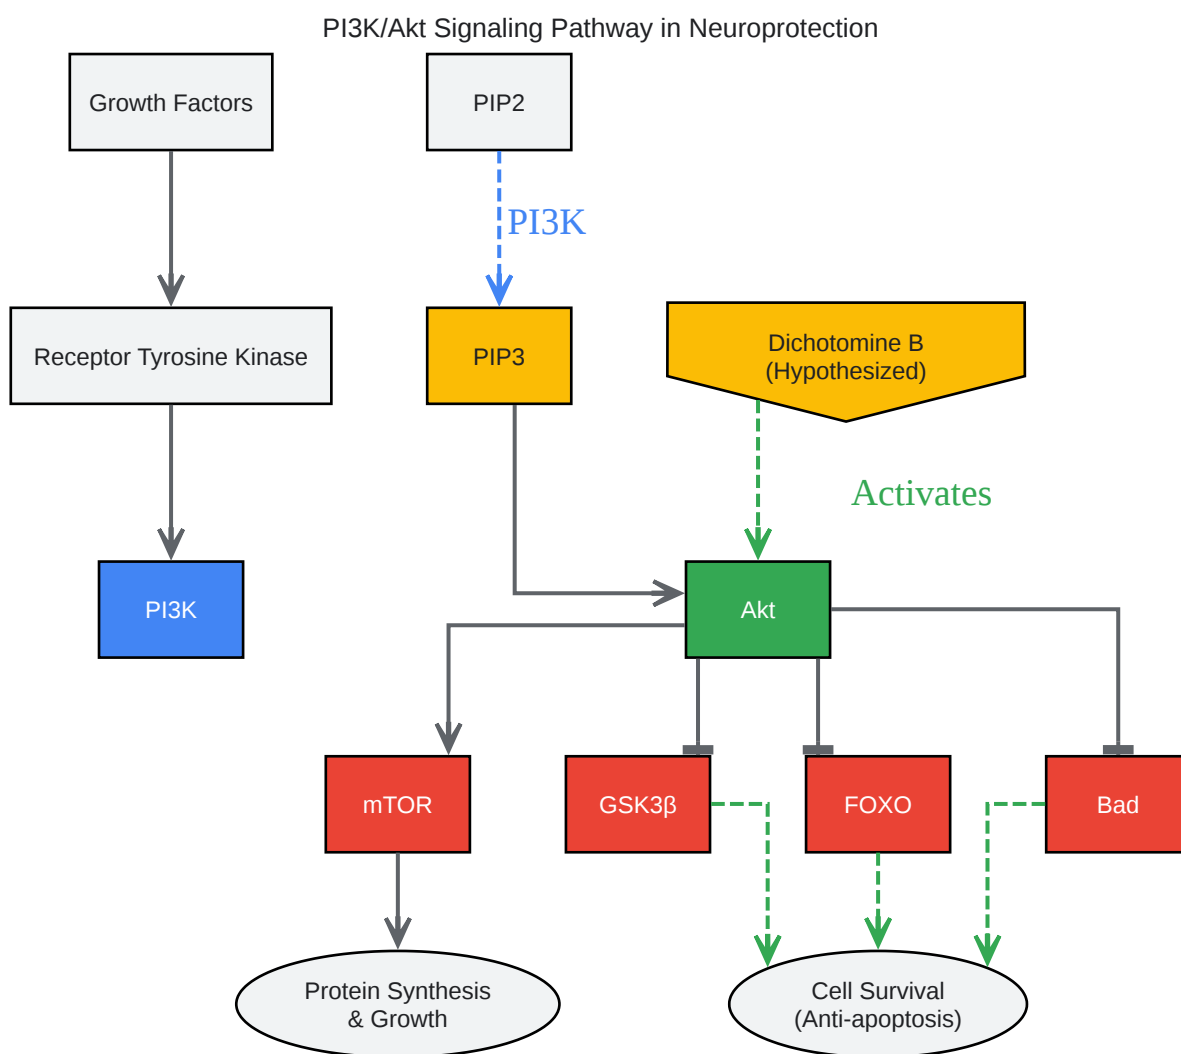 PI3K/Akt Signaling Pathway in Neuroprotection
Growth Factors
PIP2
PI3K
Receptor Tyrosine Kinase
PIP3
Dichotomine B
(Hypothesized)
Activates
PI3K
Akt
mTOR
GSK3β
FOXO
Bad
Protein Synthesis
& Growth
Cell Survival
(Anti-apoptosis)